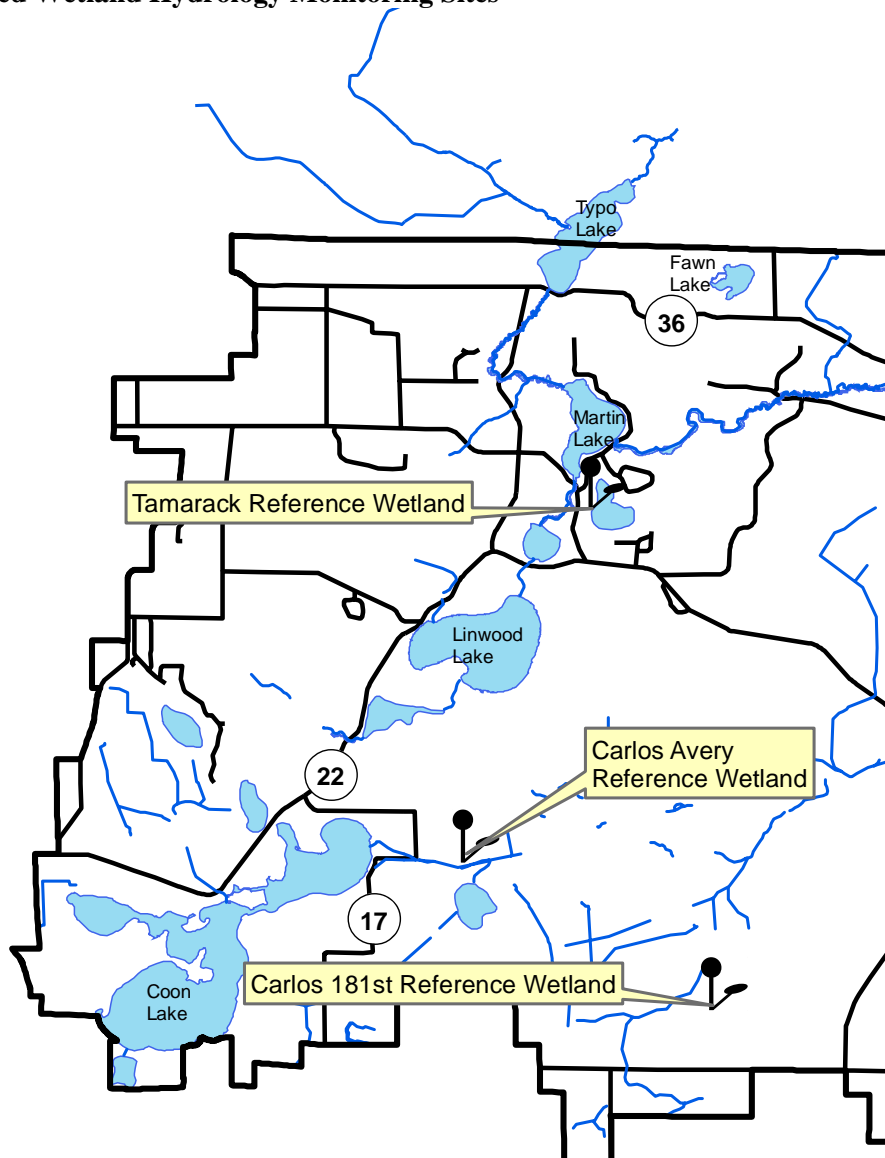 ed Wetland Hydrology Monitoring Sites
Typo
Lake
Fawn
Lake
36
Martin
Lake
Tamarack Reference Wetland
Linwood
Lake
Carlos Avery
Reference Wetland
22
17
Carlos 181st Reference Wetland
Coon
Lake